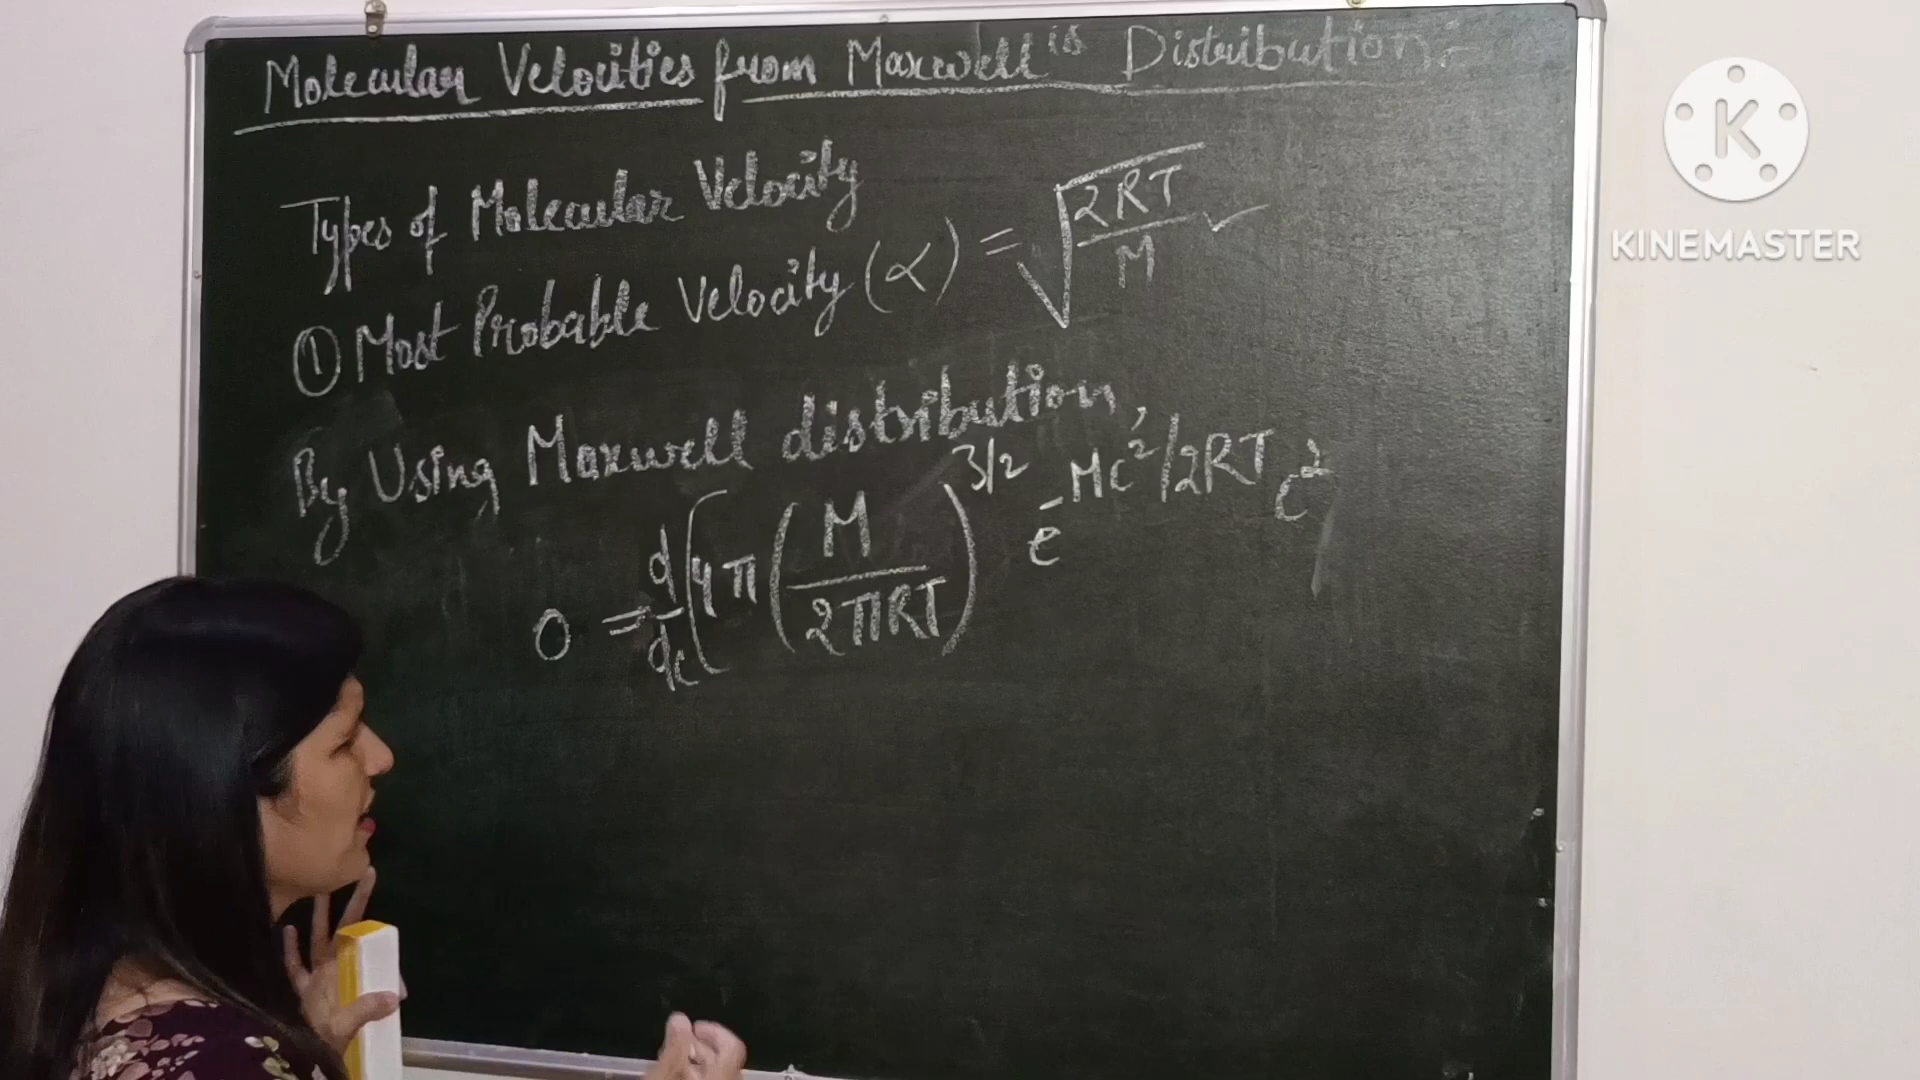 Molecular Velocities from Maxwell's Distribution:-
Types of Molecular Velocity
① Most Probable Velocity (α) = √(2RT/M) ✓
By Using Maxwell distribution,
0 = d/dc (4π (M/2πRT)^3/2 e^-Mc²/2RT c²
K
KINEMASTER